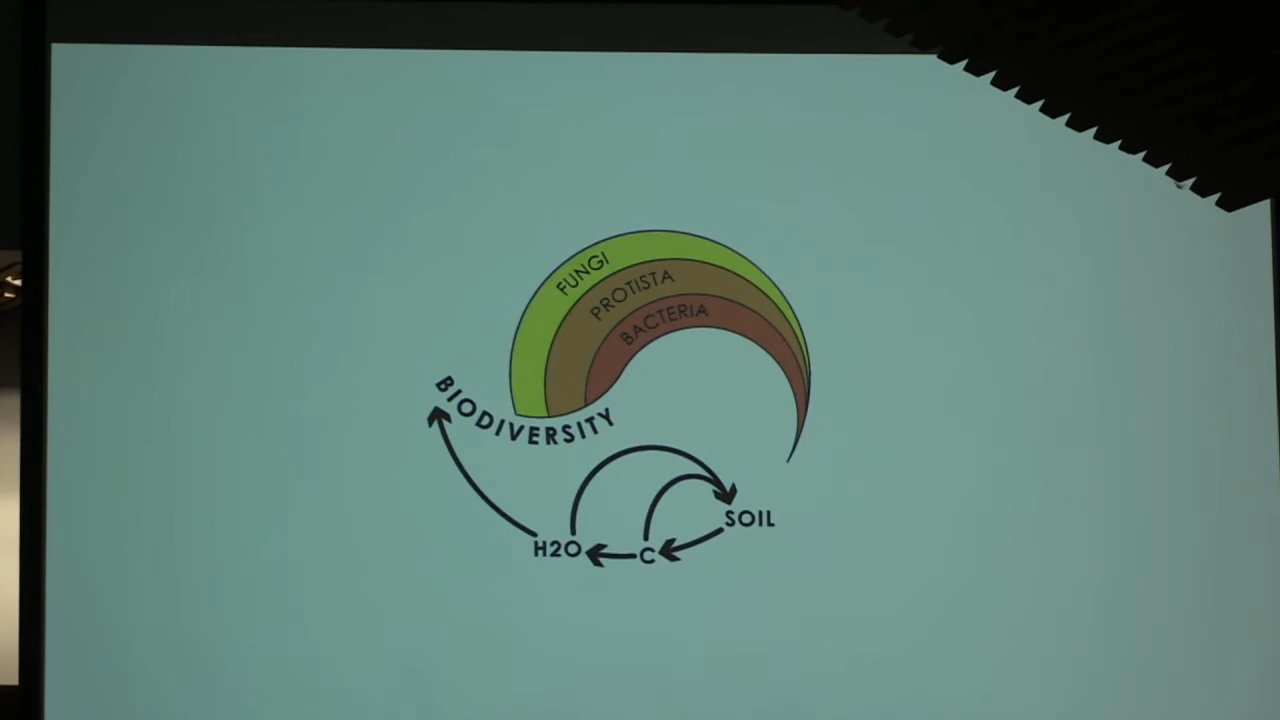 FUNGI
PROTISTA
BACTERIA
BIODIVERSITY
SOIL
H2O
C